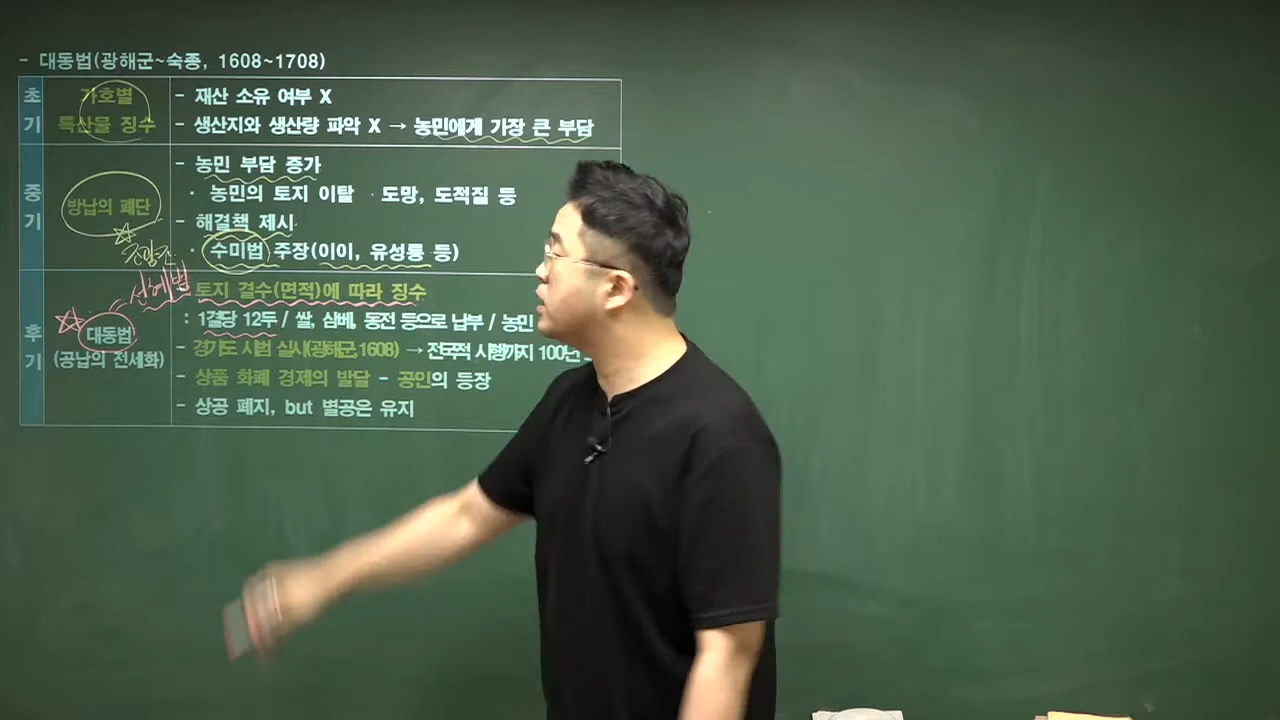 - 대동법(광해군~숙종, 1608~1708)
초기
가호별
특산물 징수
- 재산 소유 여부 X
- 생산지와 생산량 파악 X → 농민에게 가장 큰 부담
중기
방납의 폐단
조광조
- 농민 부담 증가
· 농민의 토지 이탈 · 도망, 도적질 등
- 해결책 제시
· 수미법 주장(이이, 유성룡 등)
후기
선혜법
대동법
(공납의 전세화)
토지 결수(면적)에 따라 징수
: 1결당 12두 / 쌀, 삼베, 동전 등으로 납부 / 농민
- 경기도 시범 실시(광해군, 1608) → 전국적 시행까지 100년
- 상품 화폐 경제의 발달 - 공인의 등장
- 상공 폐지, but 별공은 유지